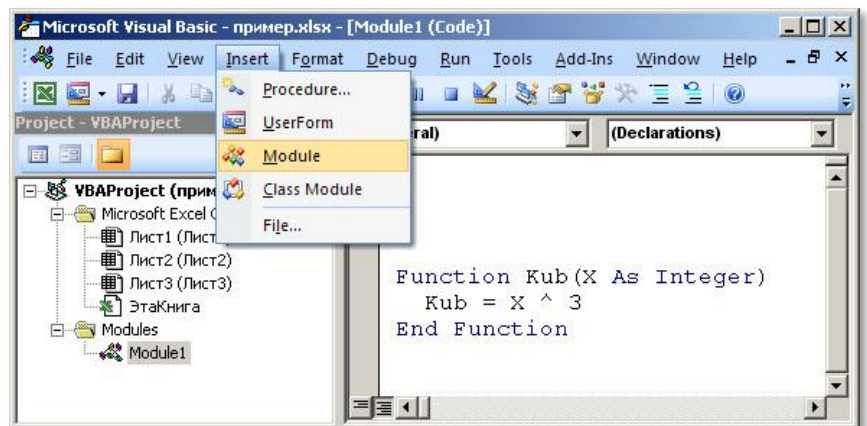 Microsoft Visual Basic - пример.xlsx - [Module1 (Code)]
File Edit View Insert Format Debug Run Tools Add-Ins Window Help
Procedure...
UserForm
Module
Class Module
File...
Project - VBAProject
(Declarations)
VBAProject
Microsoft Excel
Лист1
Лист2 (Лист2)
Лист3 (Лист3)
ЭтаКнига
Modules
Module1
Function Kub(X As Integer)
Kub = X ^ 3
End Function